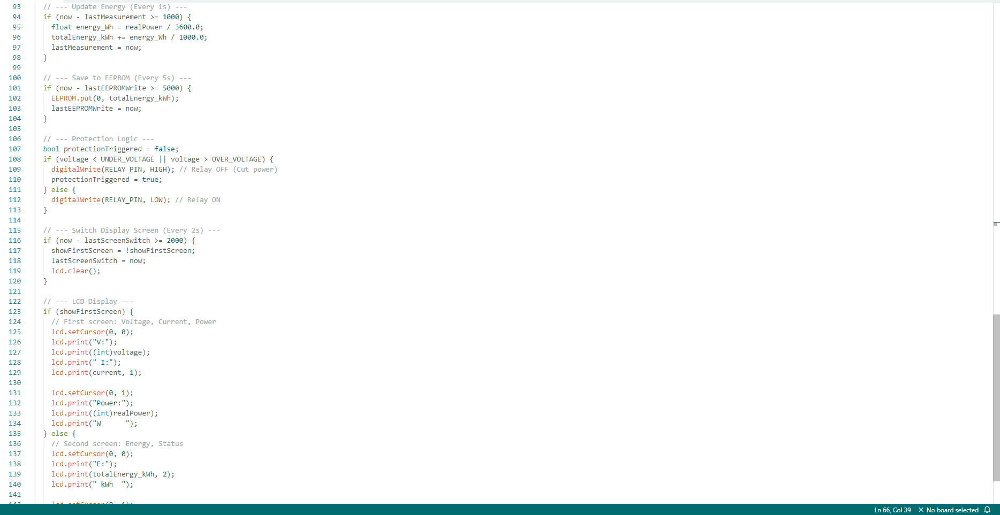 93 // --- Update Energy (Every 1s) ---
94 if (now - lastMeasurement >= 1000) {
95 float energy_Wh = realPower / 3600.0;
96 totalEnergy_kWh += energy_Wh / 1000.0;
97 lastMeasurement = now;
98 }
99
100 // --- Save to EEPROM (Every 5s) ---
101 if (now - lastEEPROMWrite >= 5000) {
102 EEPROM.put(0, totalEnergy_kWh);
103 lastEEPROMWrite = now;
104 }
105
106 // --- Protection Logic ---
107 bool protectionTriggered = false;
108 if (voltage < UNDER_VOLTAGE || voltage > OVER_VOLTAGE) {
109 digitalWrite(RELAY_PIN, HIGH); // Relay OFF (Cut power)
110 protectionTriggered = true;
111 } else {
112 digitalWrite(RELAY_PIN, LOW); // Relay ON
113 }
114
115 // --- Switch Display Screen (Every 2s) ---
116 if (now - lastScreenSwitch >= 2000) {
117 showFirstScreen = !showFirstScreen;
118 lastScreenSwitch = now;
119 lcd.clear();
120 }
121
122 // --- LCD Display ---
123 if (showFirstScreen) {
124 // First screen: Voltage, Current, Power
125 lcd.setCursor(0, 0);
126 lcd.print("V:");
127 lcd.print((int)voltage);
128 lcd.print(" I:");
129 lcd.print(current, 1);
130
131 lcd.setCursor(0, 1);
132 lcd.print("Power:");
133 lcd.print((int)realPower);
134 lcd.print("W      ");
135 } else {
136 // Second screen: Energy, Status
137 lcd.setCursor(0, 0);
138 lcd.print("E:");
139 lcd.print(totalEnergy_kWh, 2);
140 lcd.print(" kWh  ");
141
142 lcd.setCursor(0, 1);
Ln 66, Col 39 × No board selected